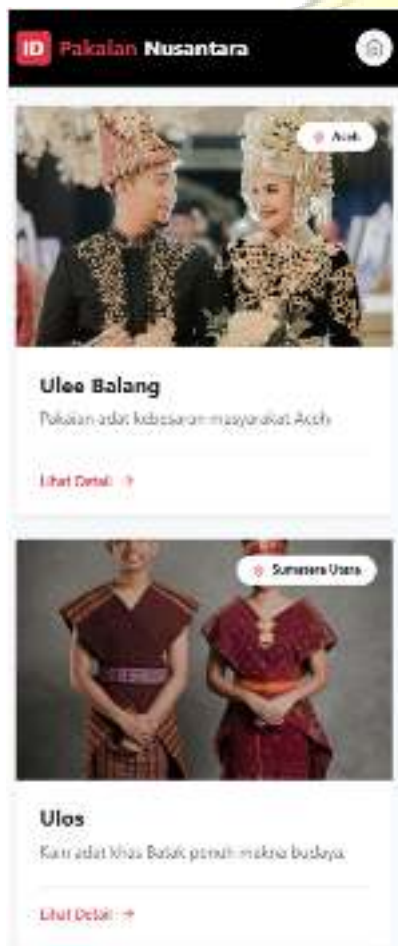 ID Pakaian Nusantara
Aceh
Ulee Balang
Pakaian adat kebesaran masyarakat Aceh
Lihat Detail →
Sumatera Utara
Ulos
Kain adat khas Batak penuh makna budaya.
Lihat Detail →